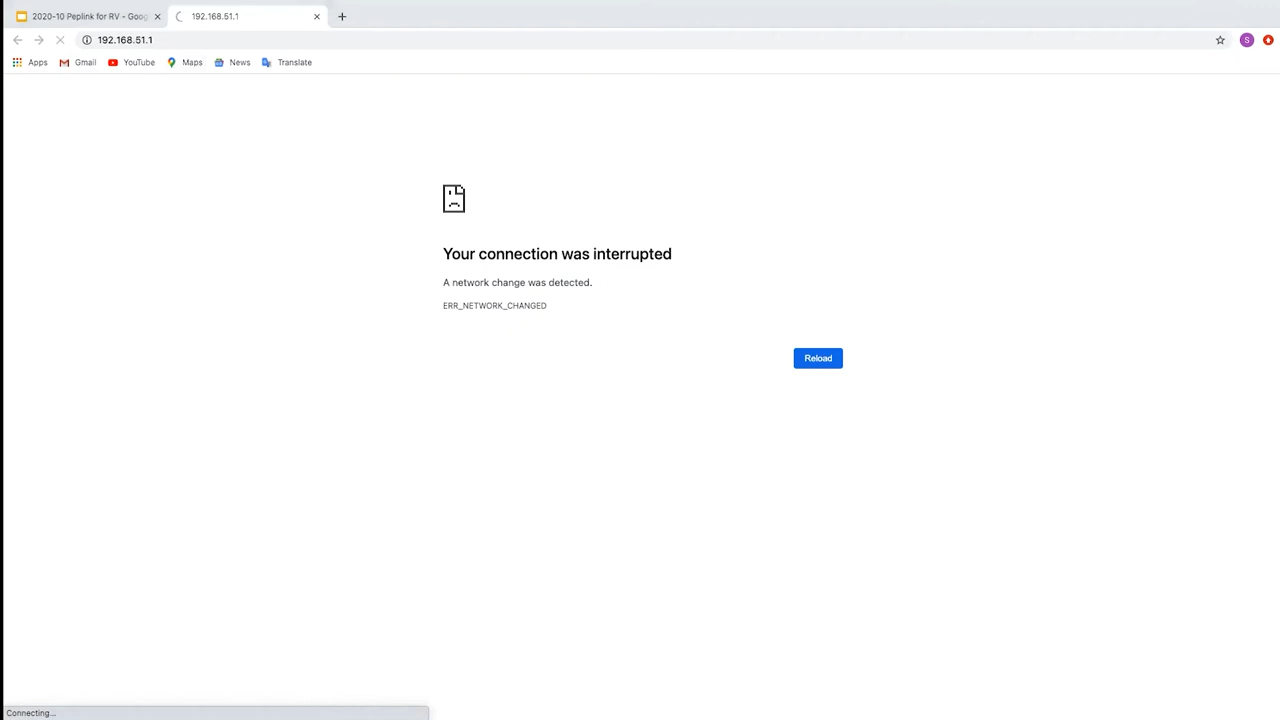 2020-10 Peplink for RV - Goog
192.168.51.1
192.168.51.1
S
Apps
Gmail
YouTube
Maps
News
Translate
Your connection was interrupted
A network change was detected.
ERR_NETWORK_CHANGED
Reload
Connecting...